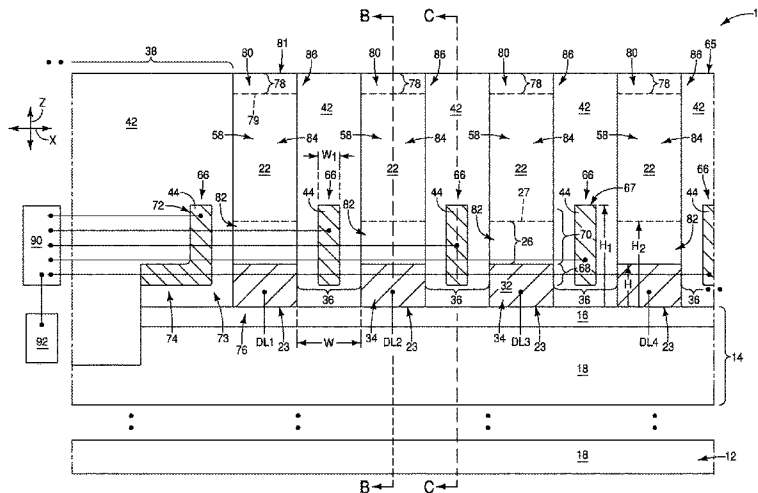 B C 1
80 81 86 80 86 80 86 80 86 65
38
78 78 78 78
Z
X
42 79 42 42 42 42
58 84 58 84 58 84 58 84
66 W1 66 66 66
22 22 22 22
72 44 82 44 82 44 82 27 44 67 82 44
90
26 70 H1 H2
68 H
32
36 36 36 36
16
92
74 73 76 DL1 23 W 34 DL2 23 DL3 34 23 DL4 23
14
18
18 12
B C